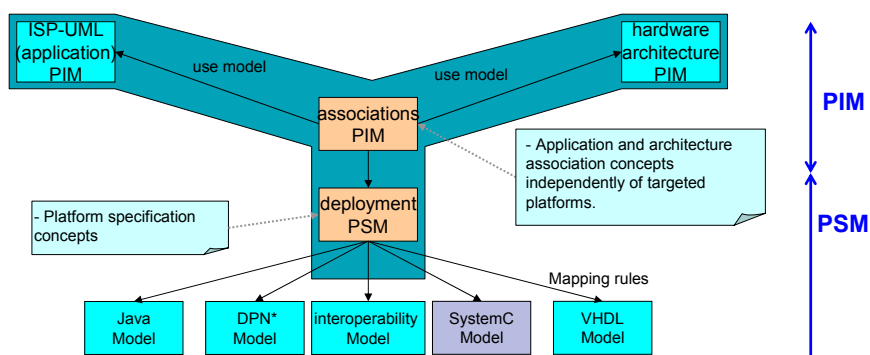 ISP-UML
(application)
PIM
use model
use model
hardware
architecture
PIM
associations
PIM
PIM
- Application and architecture
association concepts
independently of targeted
platforms.
- Platform specification
concepts
deployment
PSM
PSM
Mapping rules
Java
Model
DPN*
Model
interoperability
Model
SystemC
Model
VHDL
Model